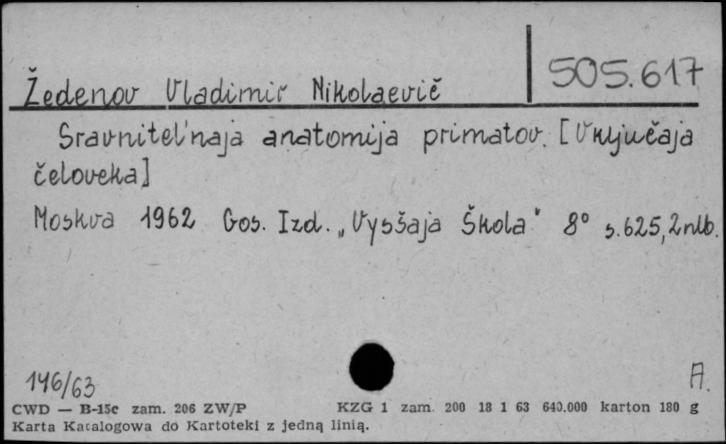 505.617
Žedenov Vladimir Nikolaevič
Sravnitel'naja anatomija primatov. [Vključaja
čeloveka]
Moskva 1962 Gos. Izd. „Vysšaja Škola" 8° s. 625, 2 nlb.
146/63 A.
CWD — B-15c zam. 206 ZW/P KZG 1 zam. 200 18 1 63 640.000 karton 180 g
Karta Katalogowa do Kartoteki z jedną linią.